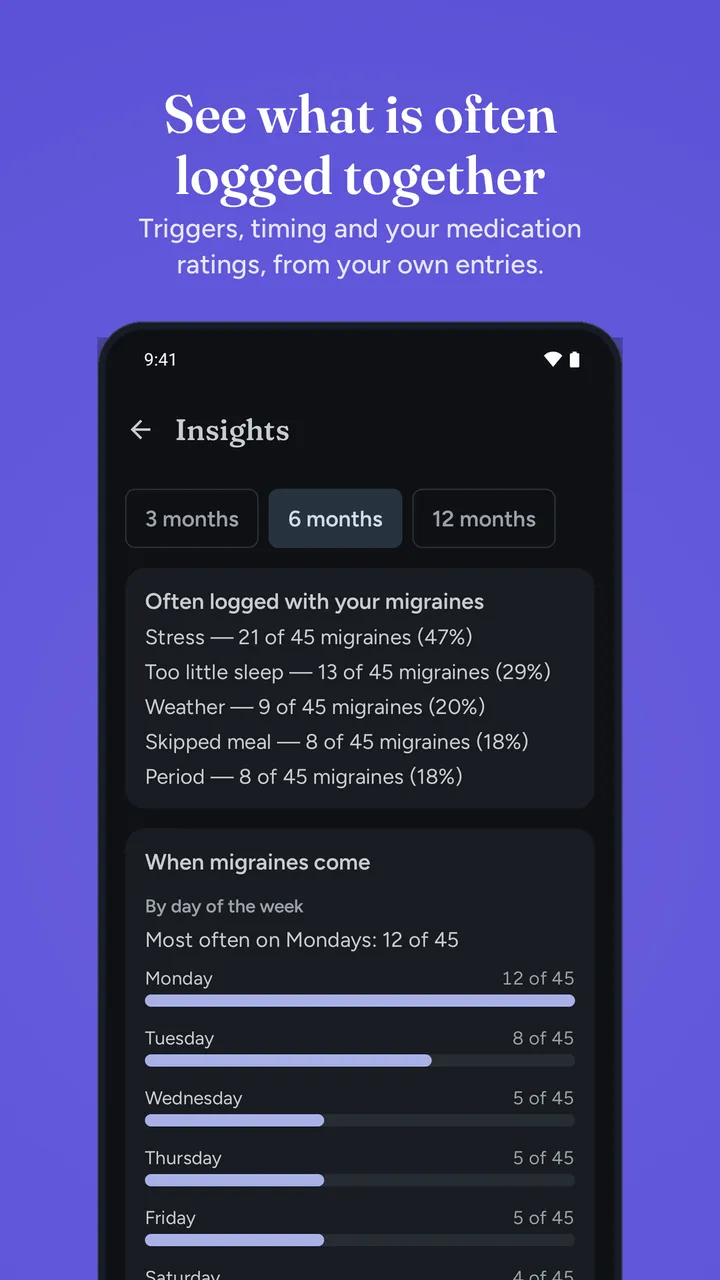 See what is often
logged together
Triggers, timing and your medication
ratings, from your own entries.
9:41
Insights
3 months
6 months
12 months
Often logged with your migraines
Stress — 21 of 45 migraines (47%)
Too little sleep — 13 of 45 migraines (29%)
Weather — 9 of 45 migraines (20%)
Skipped meal — 8 of 45 migraines (18%)
Period — 8 of 45 migraines (18%)
When migraines come
By day of the week
Most often on Mondays: 12 of 45
Monday 12 of 45
Tuesday 8 of 45
Wednesday 5 of 45
Thursday 5 of 45
Friday 5 of 45
Saturday 4 of 45